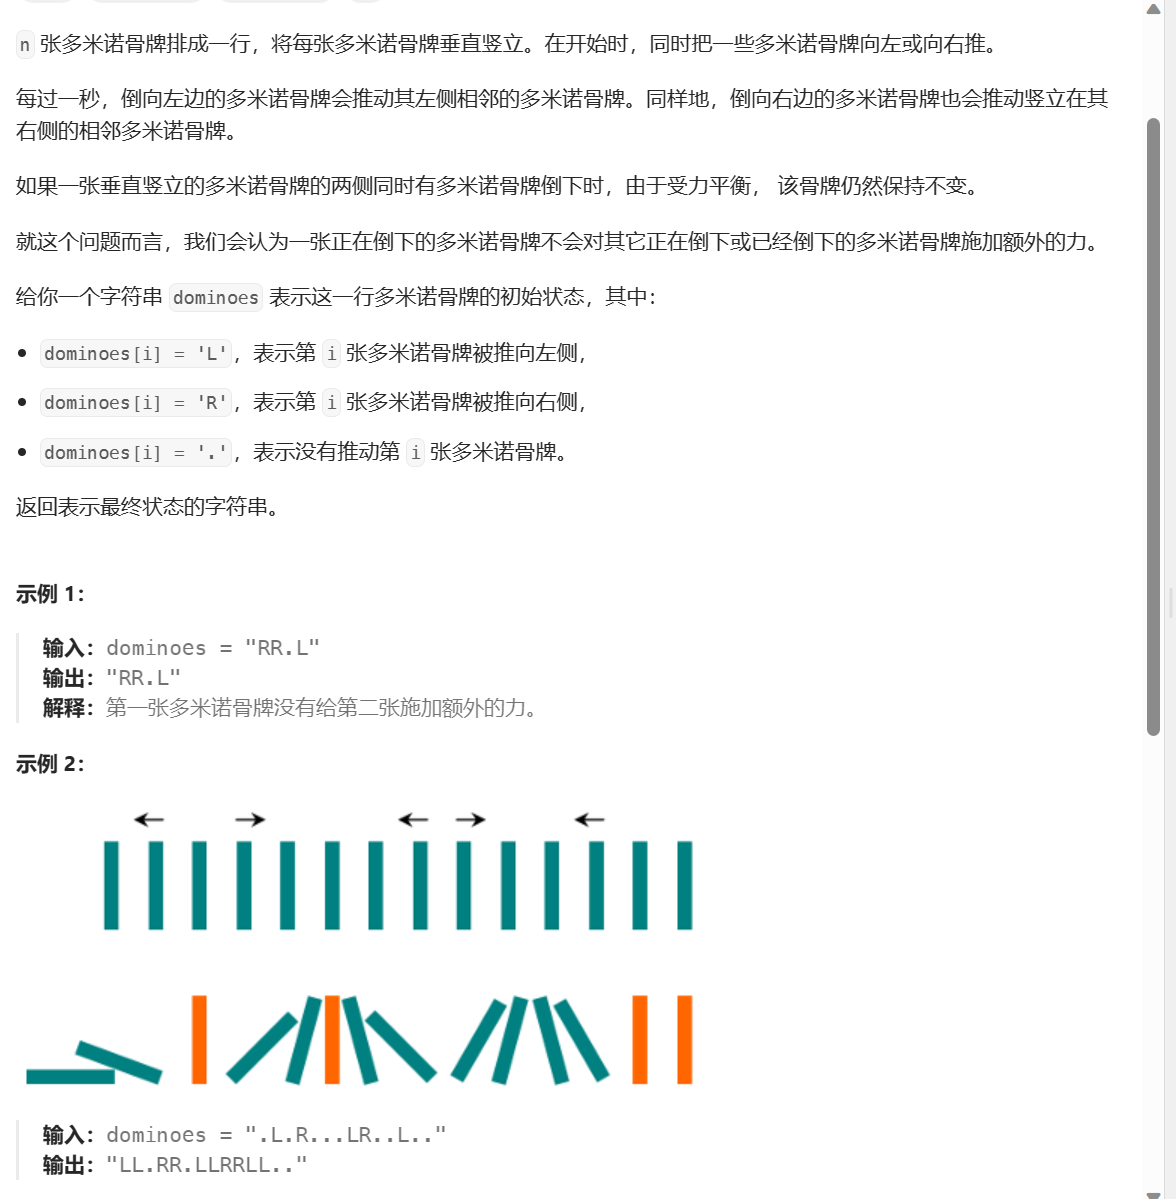 n 张多米诺骨牌排成一行，将每张多米诺骨牌垂直竖立。在开始时，同时把一些多米诺骨牌向左或向右推。
每过一秒，倒向左边的多米诺骨牌会推动其左侧相邻的多米诺骨牌。同样地，倒向右边的多米诺骨牌也会推动竖立在其
右侧的相邻多米诺骨牌。
如果一张垂直竖立的多米诺骨牌的两侧同时有多米诺骨牌倒下时，由于受力平衡， 该骨牌仍然保持不变。
就这个问题而言，我们会认为一张正在倒下的多米诺骨牌不会对其它正在倒下或已经倒下的多米诺骨牌施加额外的力。
给你一个字符串 dominoes 表示这一行多米诺骨牌的初始状态，其中：
• dominoes[i] = 'L'，表示第 i 张多米诺骨牌被推向左侧，
• dominoes[i] = 'R'，表示第 i 张多米诺骨牌被推向右侧，
• dominoes[i] = '.'，表示没有推动第 i 张多米诺骨牌。
返回表示最终状态的字符串。
示例 1：
输入：dominoes = "RR.L"
输出："RR.L"
解释：第一张多米诺骨牌没有给第二张施加额外的力。
示例 2：
输入：dominoes = ".L.R...LR..L.."
输出："LL.RR.LLRRLL.."